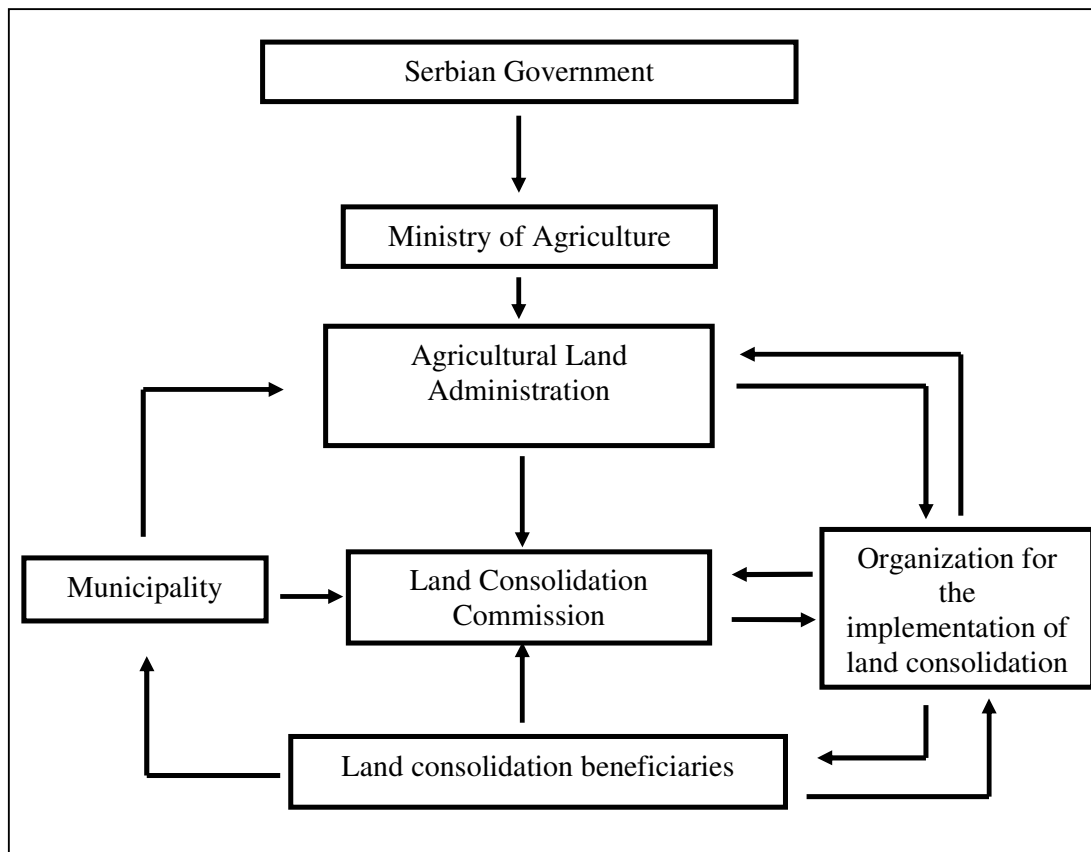 Serbian Government
Ministry of Agriculture
Agricultural Land
Administration
Municipality
Land Consolidation
Commission
Organization for
the
implementation of
land consolidation
Land consolidation beneficiaries